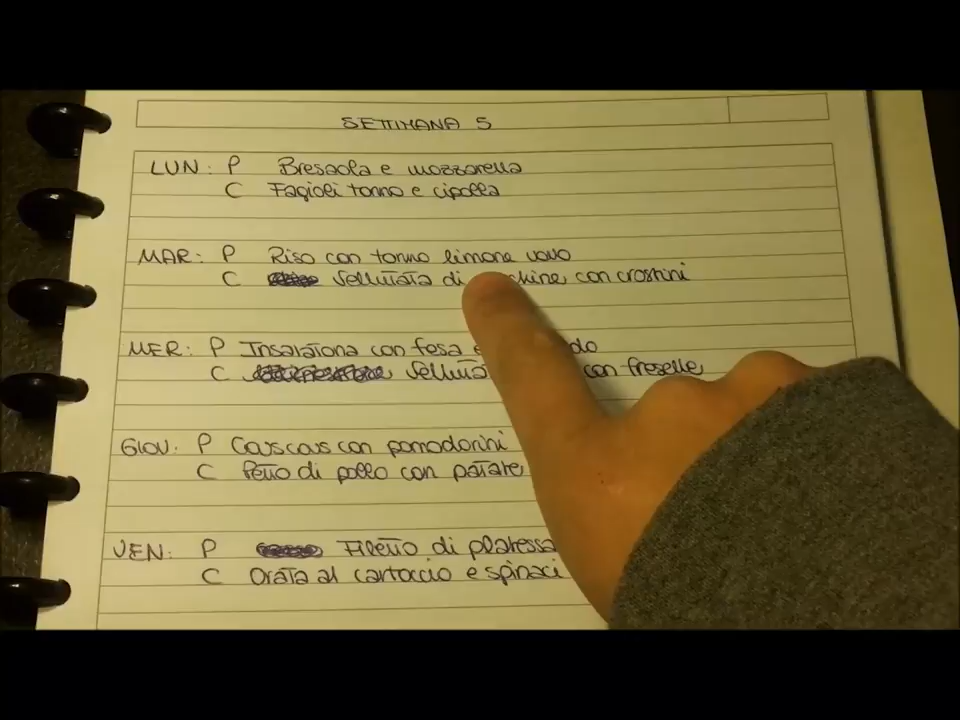 SETTIMANA 5
LUN: P Bresaola e mozzarella
C Fagioli tonno e cipolla
MAR: P Riso con tonno limone uovo
C Vellutata di con crostini
MER: P Insalatona con fesa
C con freselle
GIOV: P Couscous con pomodorini
C Petto di pollo con patate
VEN: P Filetto di platessa
C Orata al cartoccio e spinaci